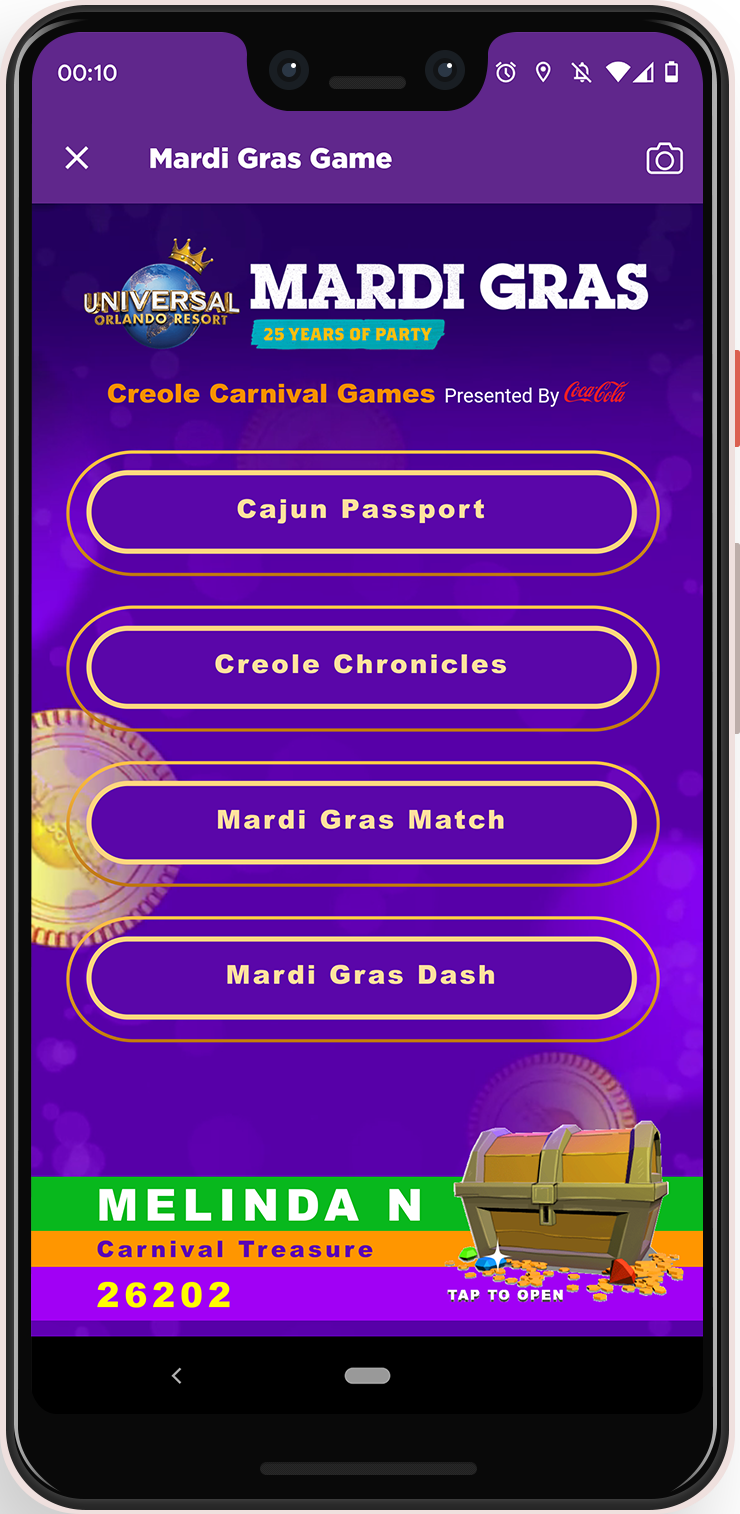 00:10
Mardi Gras Game
UNIVERSAL
ORLANDO RESORT
MARDI GRAS
25 YEARS OF PARTY
Creole Carnival Games Presented By Coca-Cola
Cajun Passport
Creole Chronicles
Mardi Gras Match
Mardi Gras Dash
MELINDA N
Carnival Treasure
26202
TAP TO OPEN